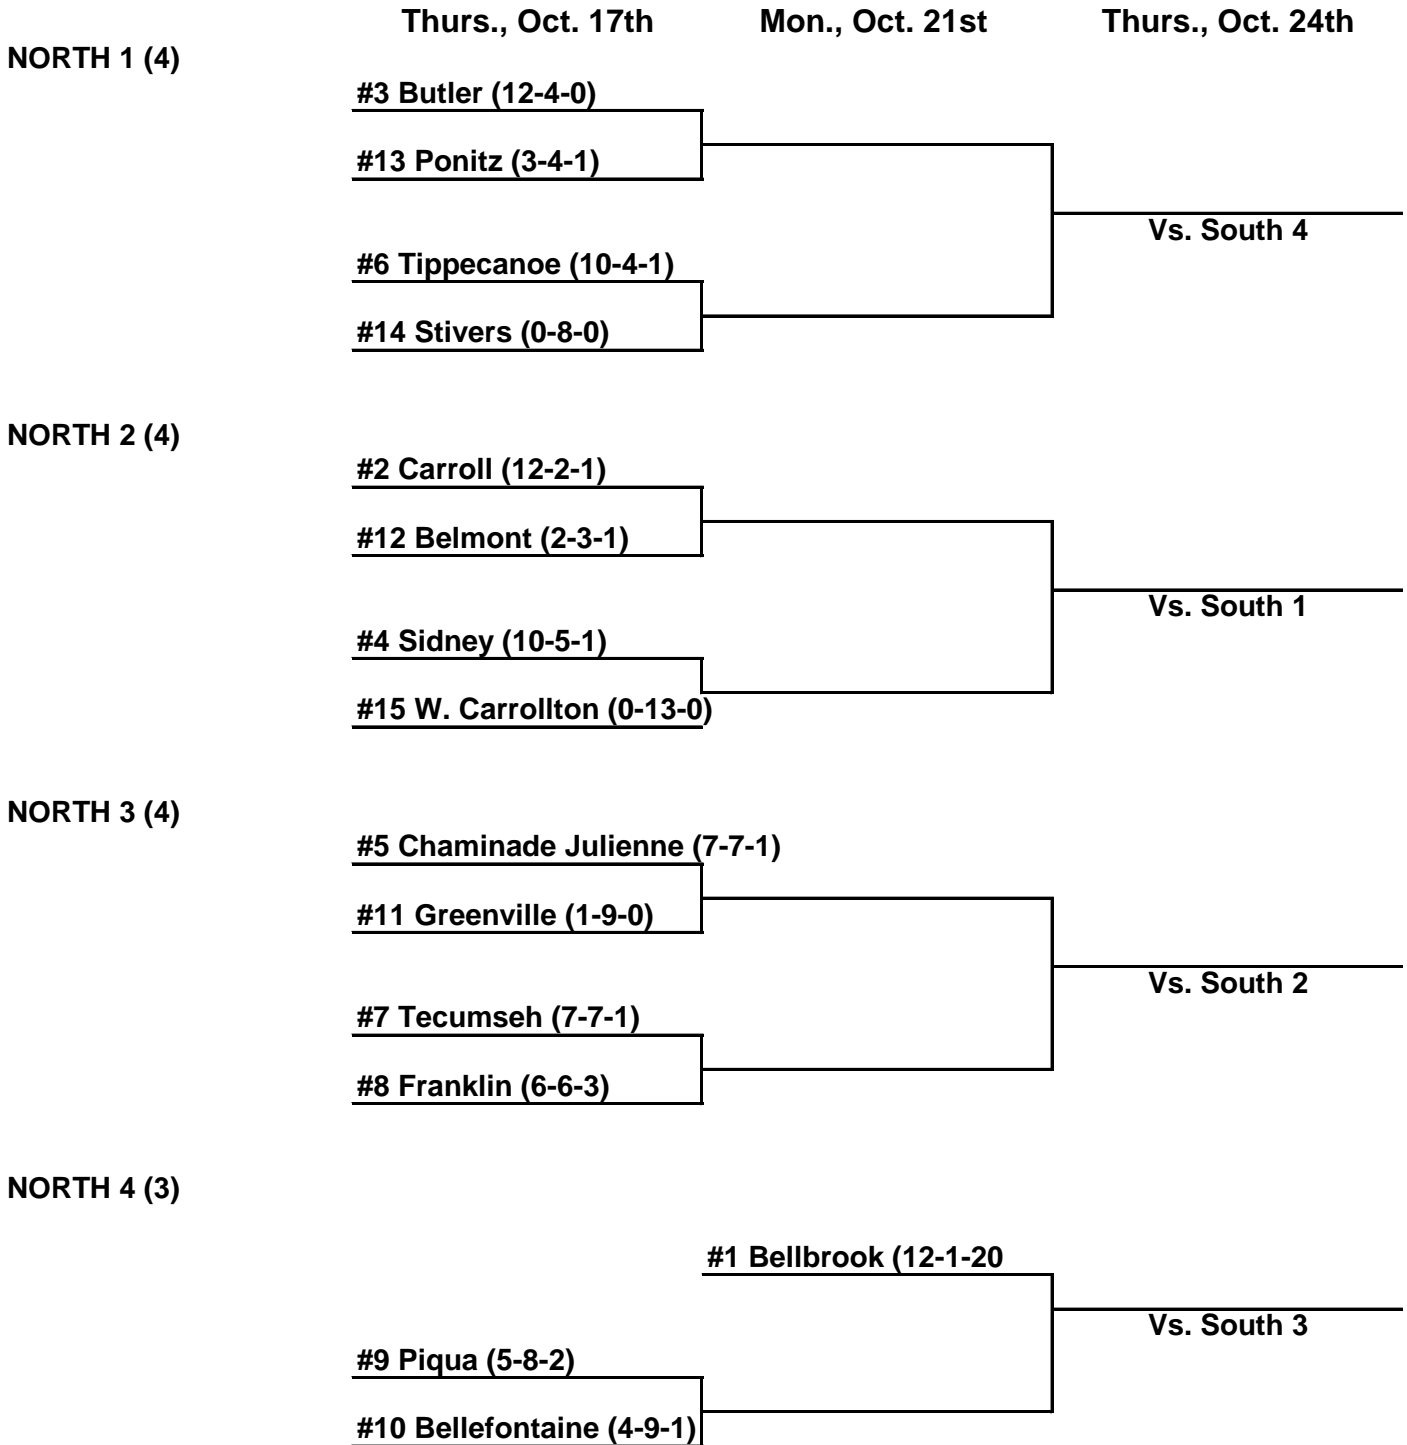 Thurs., Oct. 17th Mon., Oct. 21st Thurs., Oct. 24th
NORTH 1 (4)
#3 Butler (12-4-0)
#13 Ponitz (3-4-1)
Vs. South 4
#6 Tippecanoe (10-4-1)
#14 Stivers (0-8-0)
NORTH 2 (4)
#2 Carroll (12-2-1)
#12 Belmont (2-3-1)
Vs. South 1
#4 Sidney (10-5-1)
#15 W. Carrollton (0-13-0)
NORTH 3 (4)
#5 Chaminade Julienne (7-7-1)
#11 Greenville (1-9-0)
Vs. South 2
#7 Tecumseh (7-7-1)
#8 Franklin (6-6-3)
NORTH 4 (3)
#1 Bellbrook (12-1-20
Vs. South 3
#9 Piqua (5-8-2)
#10 Bellefontaine (4-9-1)